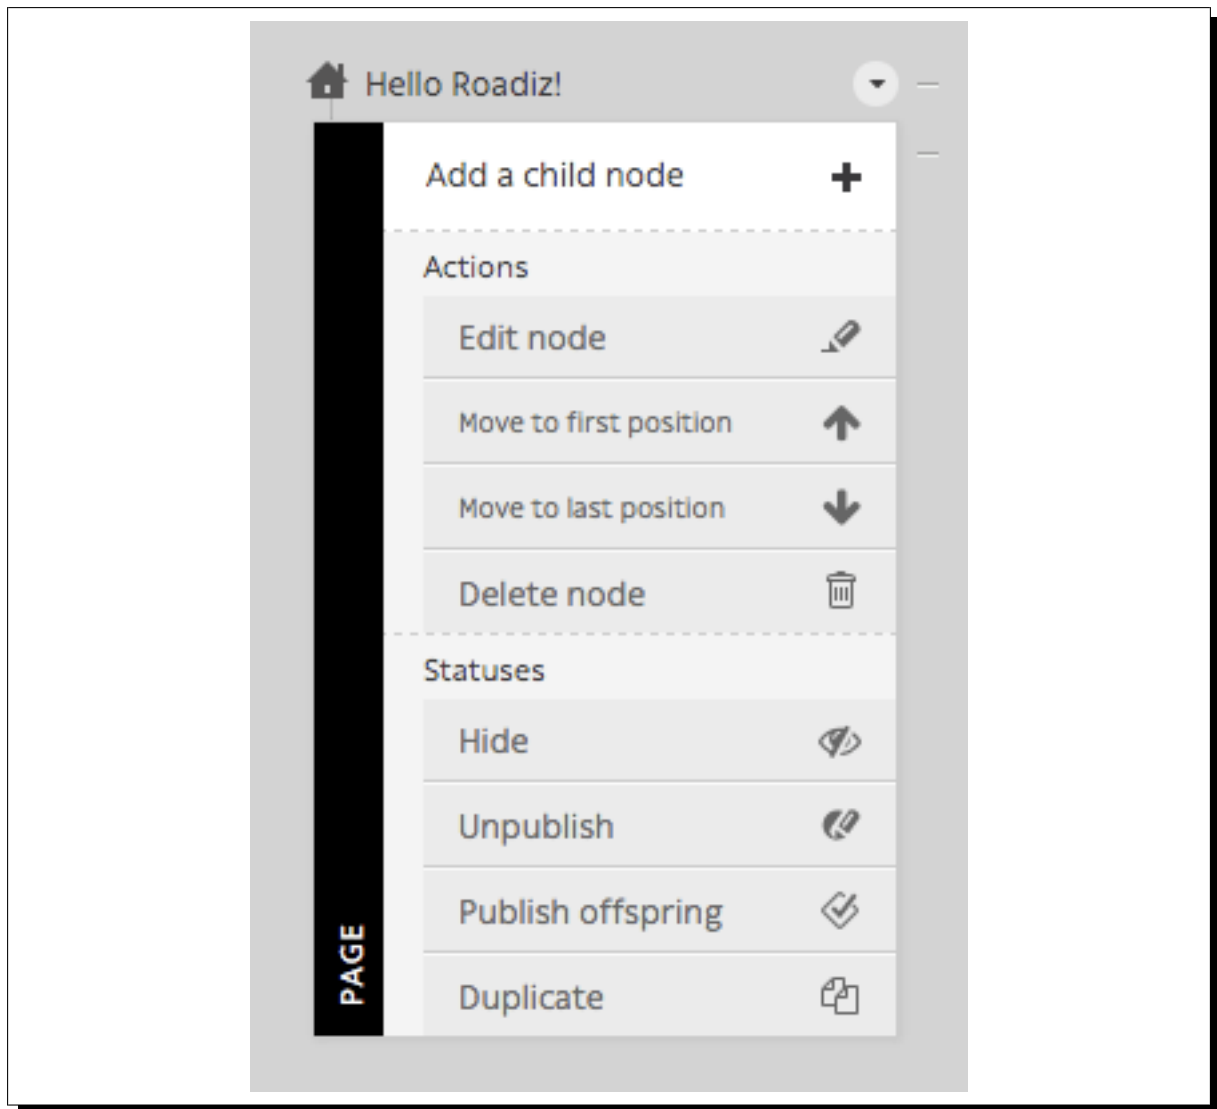 Hello Roadiz!
Add a child node
Actions
Edit node
Move to first position
Move to last position
Delete node
Statuses
Hide
Unpublish
Publish offspring
Duplicate
PAGE